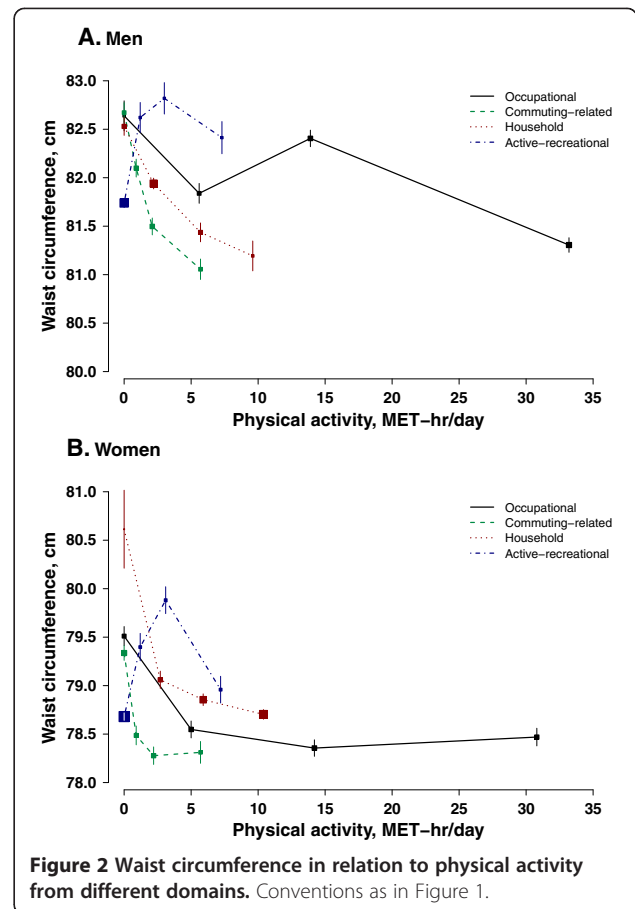 A. Men
83.0
82.5
82.0
81.5
81.0
80.0
Waist circumference, cm
Occupational
Commuting−related
Household
Active−recreational
0 5 10 15 20 25 30 35
Physical activity, MET−hr/day
B. Women
81.0
80.0
79.5
79.0
78.5
78.0
Waist circumference, cm
Occupational
Commuting−related
Household
Active−recreational
0 5 10 15 20 25 30 35
Physical activity, MET−hr/day
Figure 2 Waist circumference in relation to physical activity
from different domains. Conventions as in Figure 1.